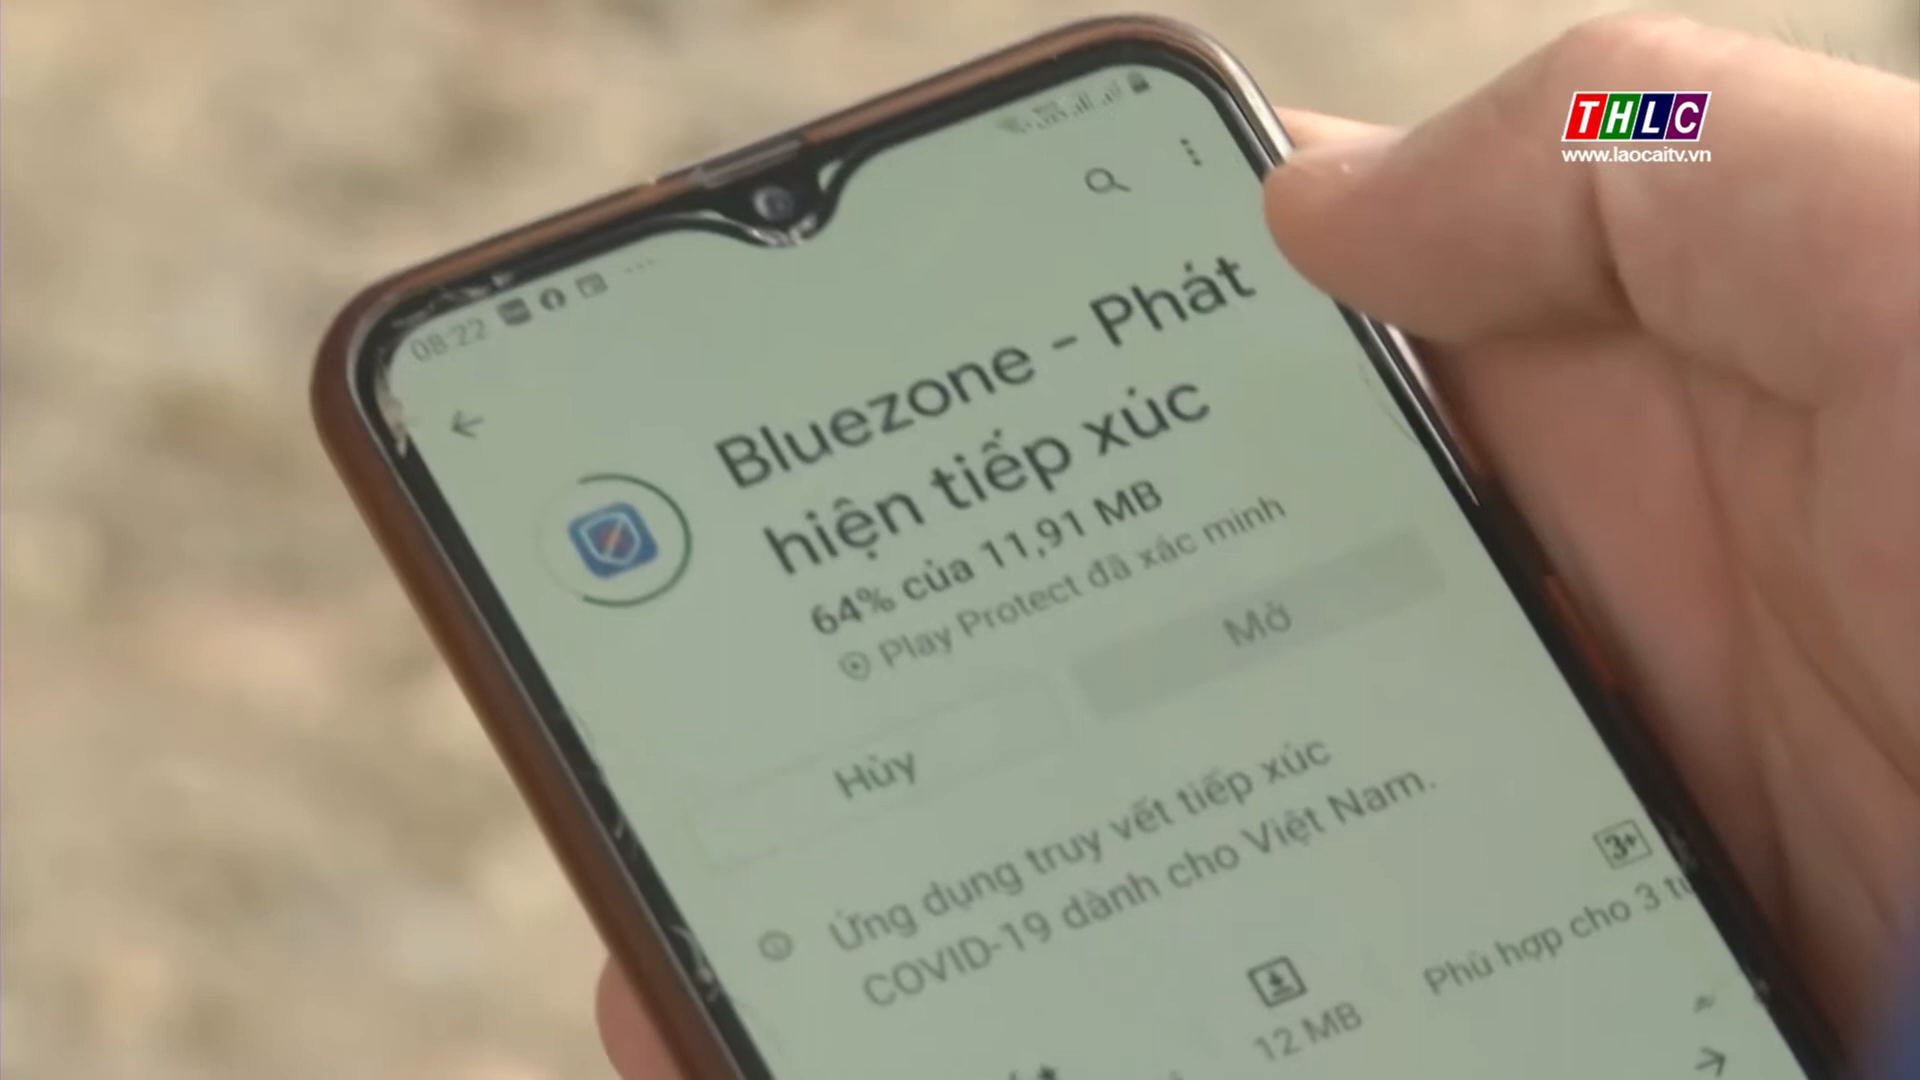 THLC
www.laocaitv.vn
08:22
Bluezone - Phát
hiện tiếp xúc
64% của 11,91 MB
Play Protect đã xác minh
Hủy
Mở
Ứng dụng truy vết tiếp xúc
COVID-19 dành cho Việt Nam.
3+
12 MB
Phù hợp cho 3